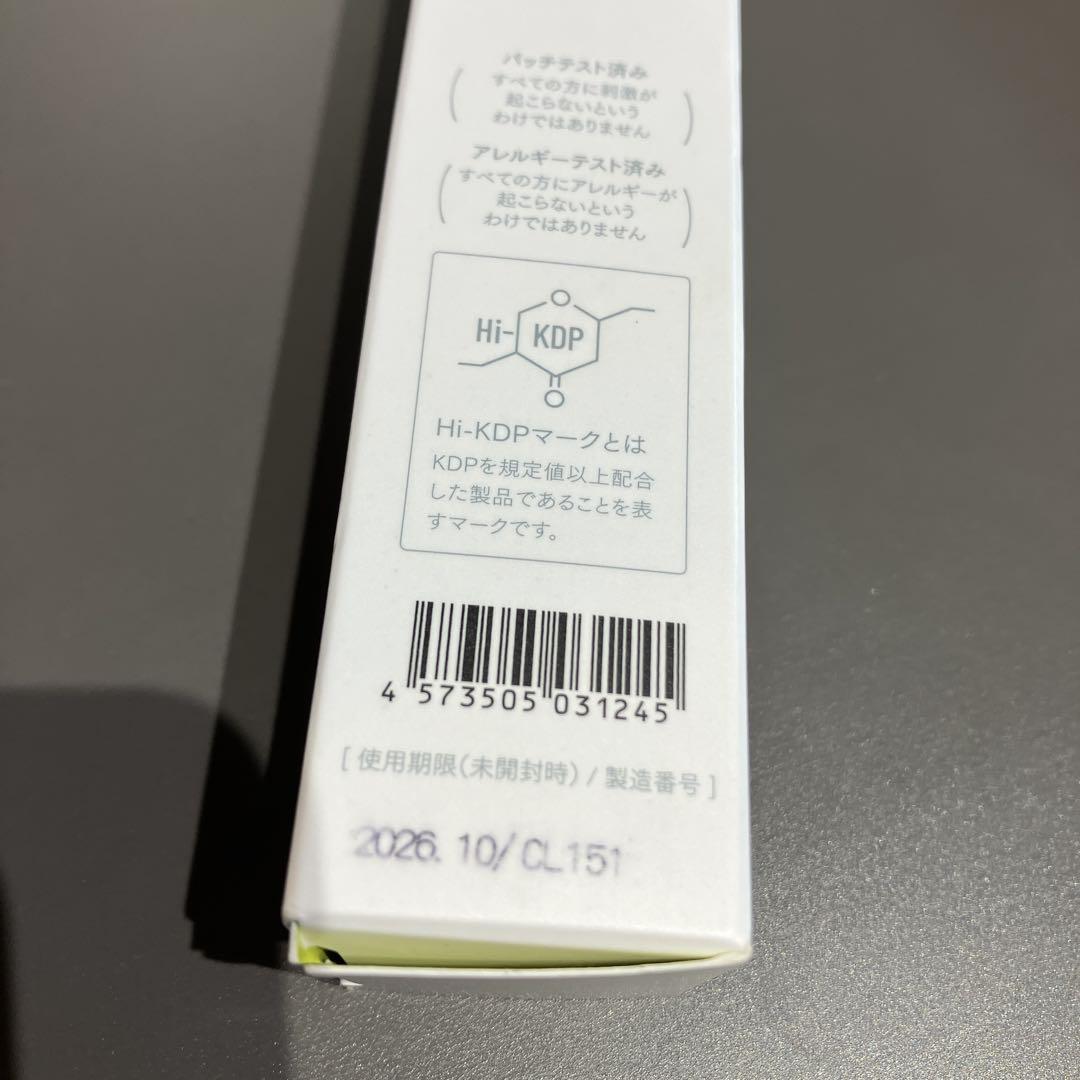 パッチテスト済み
(すべての方に刺激が
起こらないという
わけではありません)
アレルギーテスト済み
(すべての方にアレルギーが
起こらないという
わけではありません)
O
Hi-KDP
O
Hi-KDPマークとは
KDPを規定値以上配合
した製品であることを表
すマークです。
4 573505 031245
[ 使用期限(未開封時) / 製造番号 ]
2026. 10/CL151